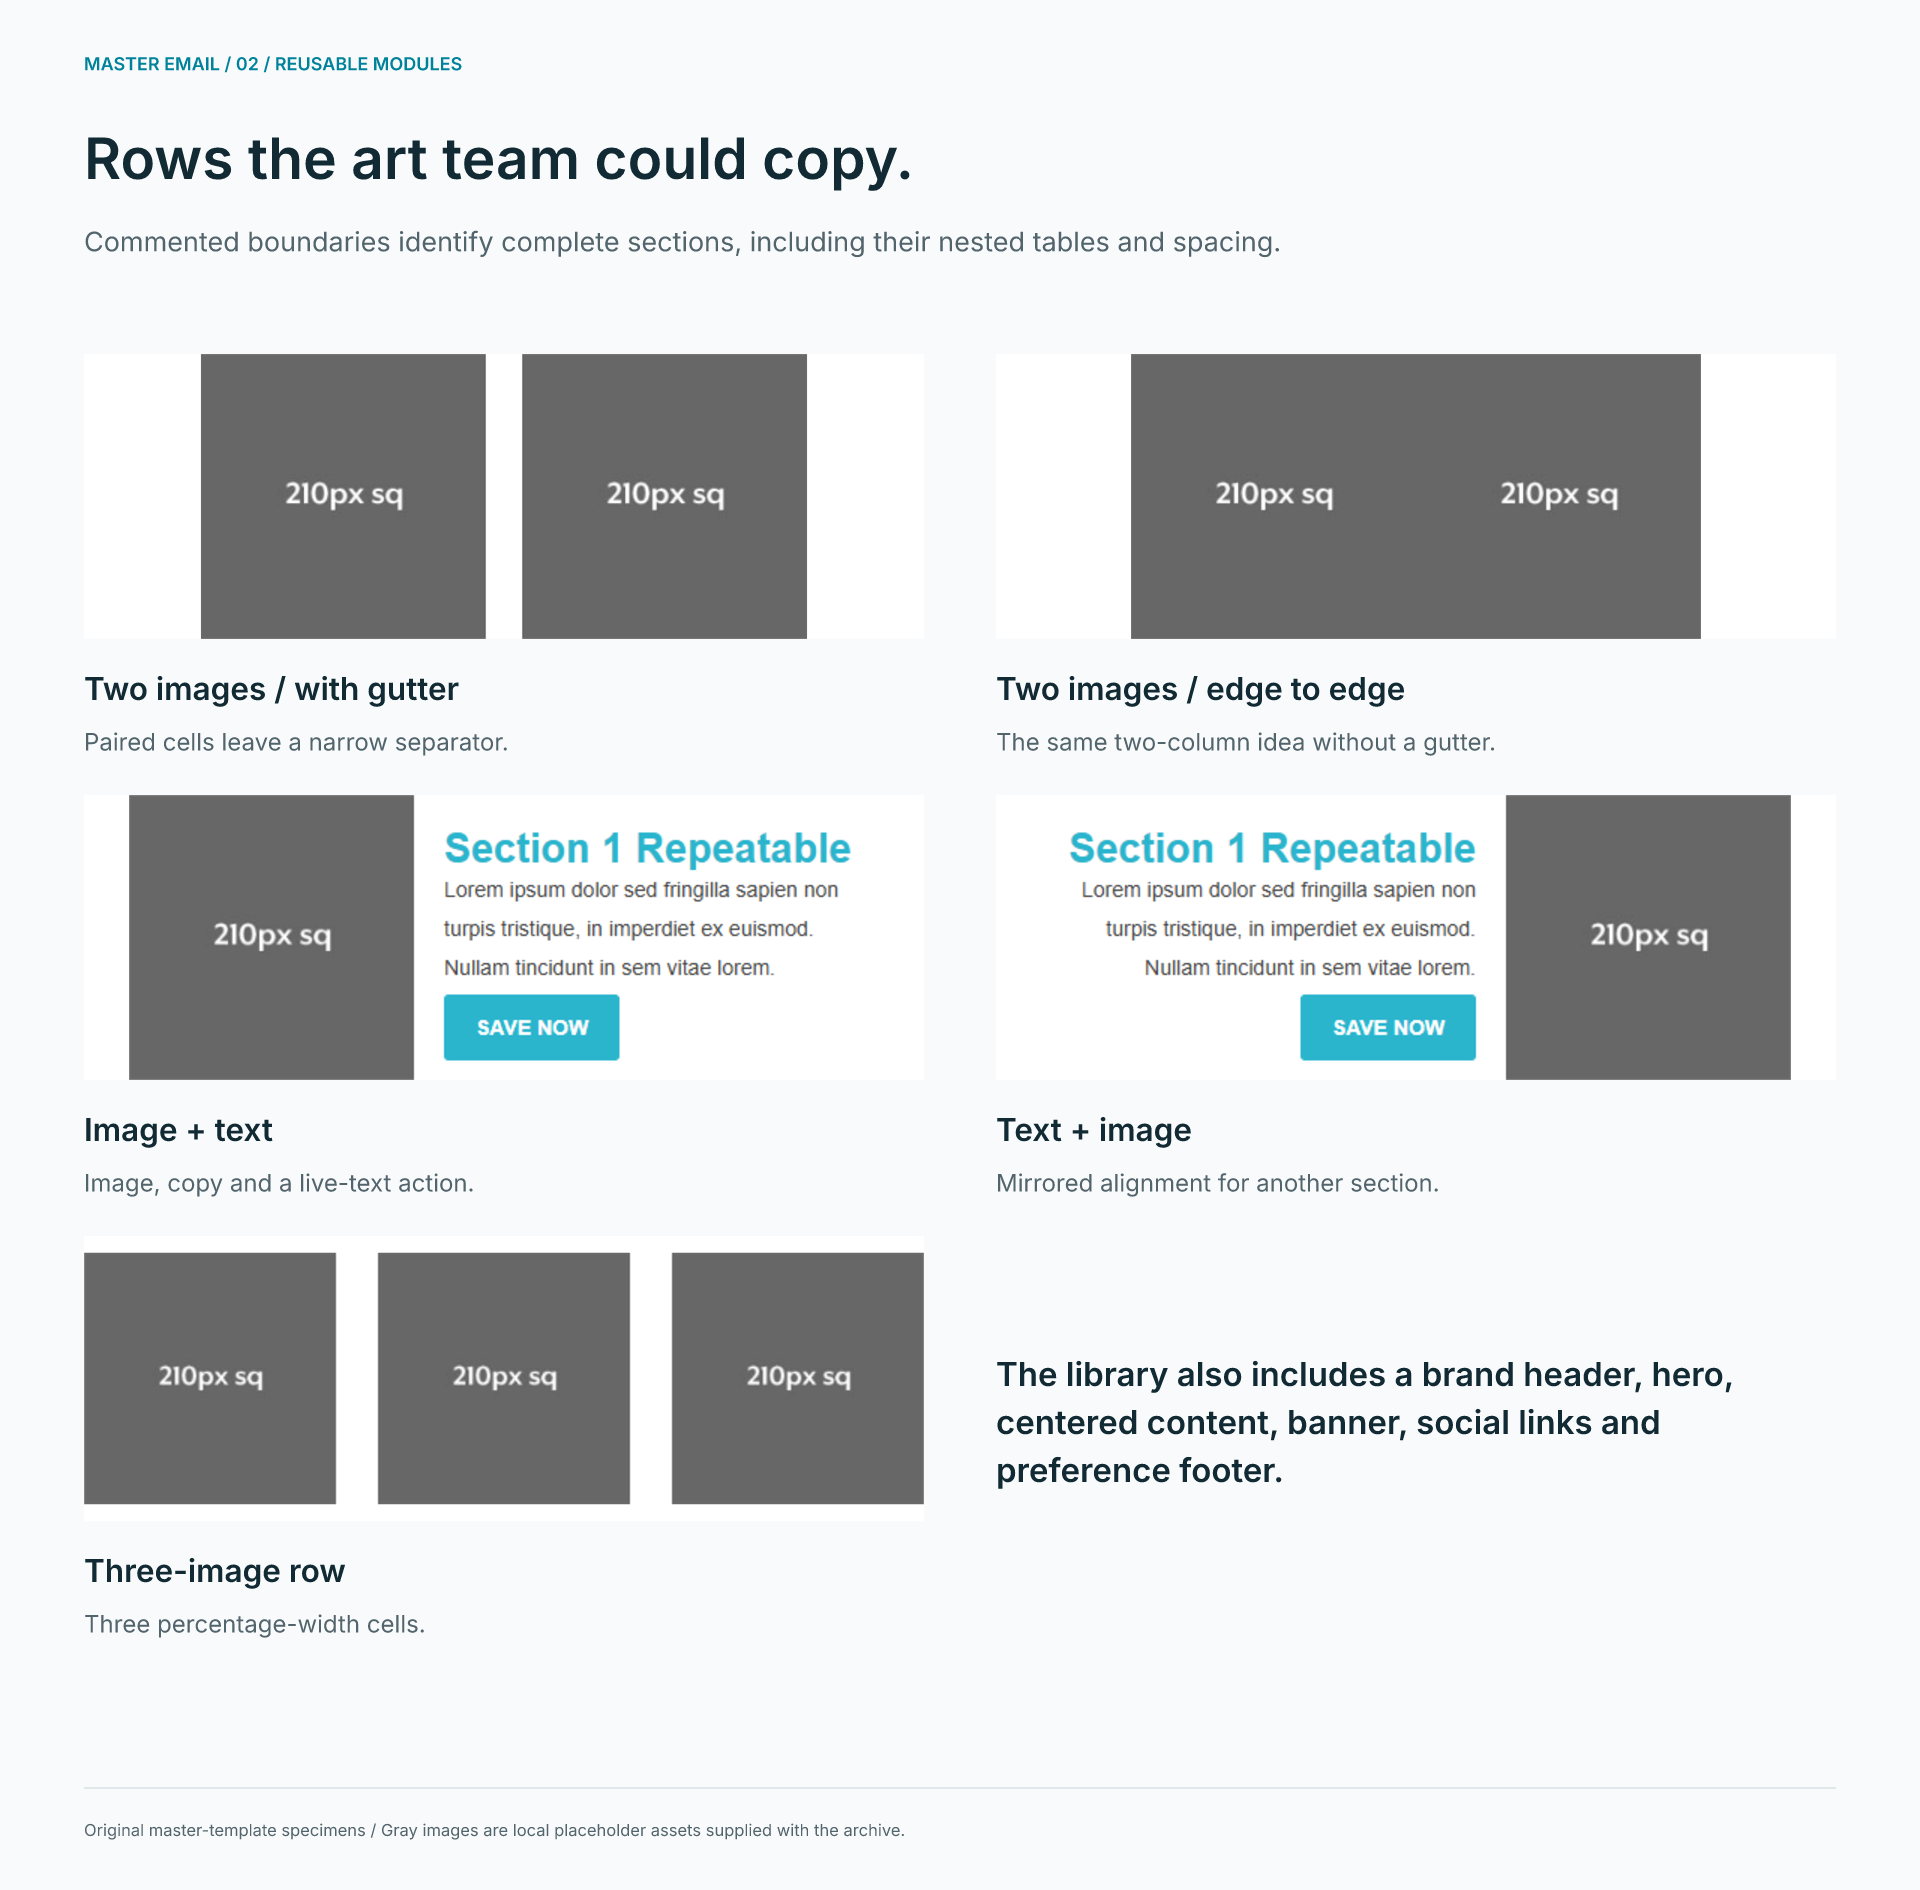 MASTER EMAIL / 02 / REUSABLE MODULES
Rows the art team could copy.
Commented boundaries identify complete sections, including their nested tables and spacing.
210px sq
210px sq
210px sq
210px sq
Two images / with gutter
Paired cells leave a narrow separator.
Two images / edge to edge
The same two-column idea without a gutter.
210px sq
Section 1 Repeatable
Lorem ipsum dolor sed fringilla sapien non
turpis tristique, in imperdiet ex euismod.
Nullam tincidunt in sem vitae lorem.
SAVE NOW
Section 1 Repeatable
Lorem ipsum dolor sed fringilla sapien non
turpis tristique, in imperdiet ex euismod.
Nullam tincidunt in sem vitae lorem.
SAVE NOW
210px sq
Image + text
Image, copy and a live-text action.
Text + image
Mirrored alignment for another section.
210px sq
210px sq
210px sq
The library also includes a brand header, hero,
centered content, banner, social links and
preference footer.
Three-image row
Three percentage-width cells.
Original master-template specimens / Gray images are local placeholder assets supplied with the archive.